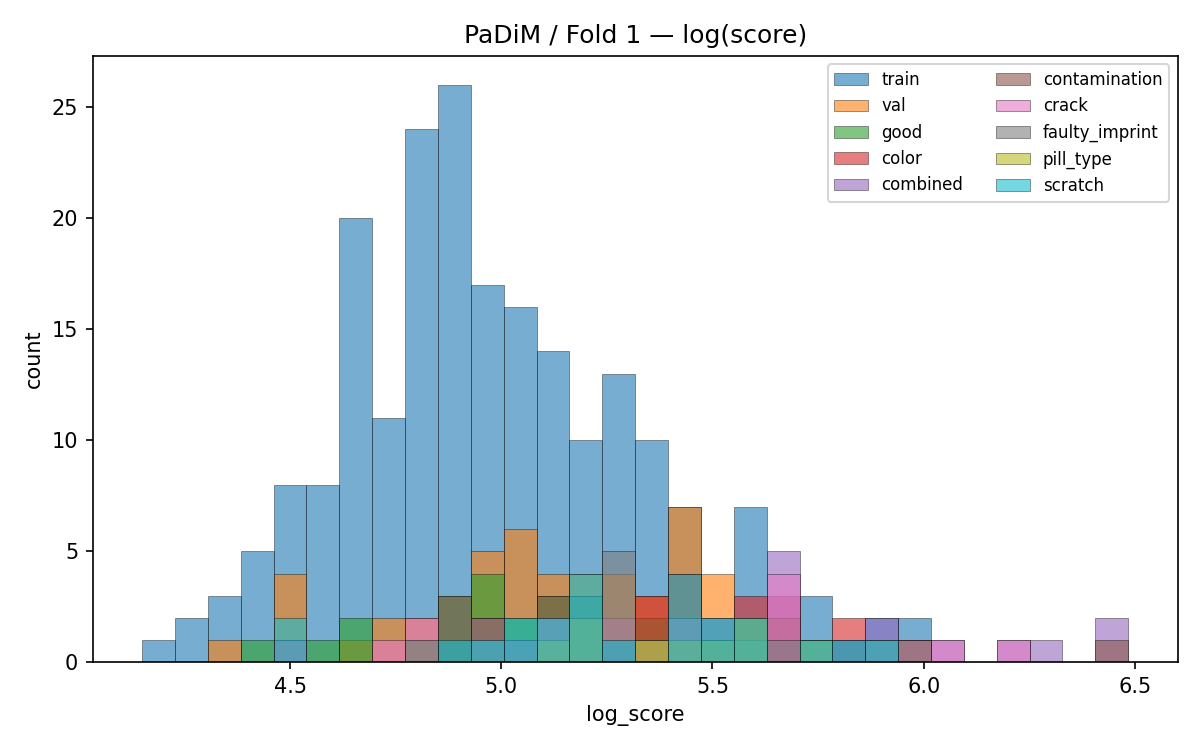 PaDiM / Fold 1 — log(score)
train
val
good
color
combined
contamination
crack
faulty_imprint
pill_type
scratch
count
25
20
15
10
5
0
4.5 5.0 5.5 6.0 6.5
log_score